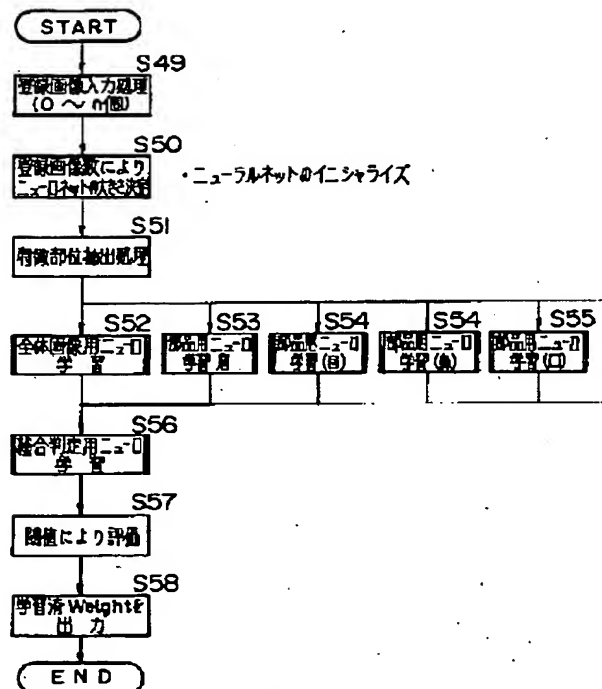 START
S49
登録画像入力処理
(0 ~ n個)
S50
登録画像数により
ニューロネットの大きさ決定
・ニューラルネットのイニシャライズ
S51
特徴部位抽出処理
S52
全体画像用ニューロ
学習
S53
部品用ニューロ
学習
S54
部品用ニューロ
学習(目)
S54
部品用ニューロ
学習(鼻)
S55
部品用ニューロ
学習(口)
S56
総合判定用ニューロ
学習
S57
閾値により評価
S58
学習済Weightを
出力
END